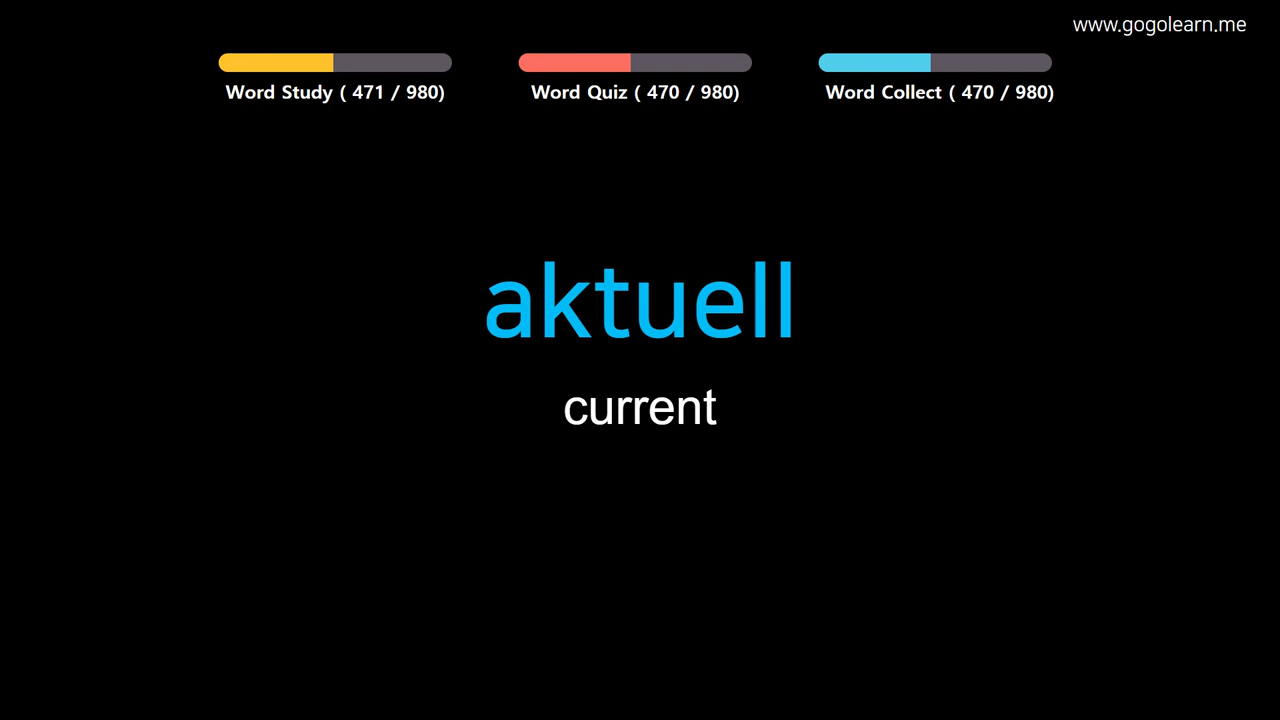 www.gogolearn.me
Word Study ( 471 / 980)
Word Quiz ( 470 / 980)
Word Collect ( 470 / 980)
aktuell
current